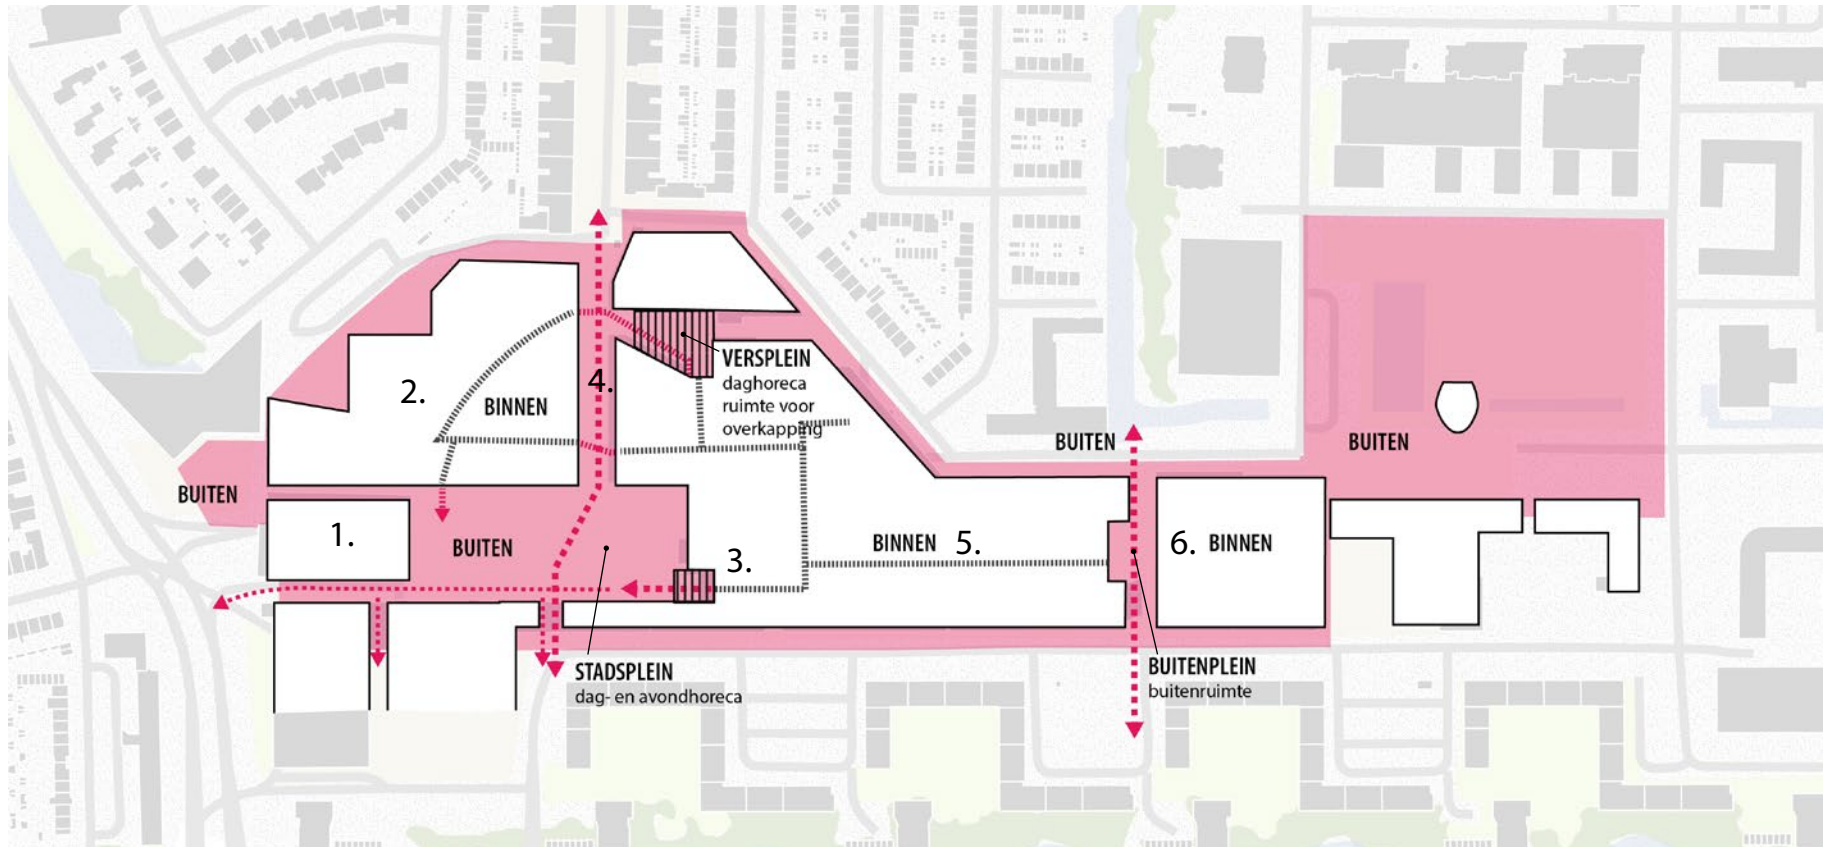 4.
VERSPLEIN
daghoreca
ruimte voor
overkapping
2.
BINNEN
BUITEN
BUITEN
BUITEN
1.
BUITEN
3.
BINNEN
5.
6.
BINNEN
STADSPLEIN
dag- en avondhoreca
BUITENPLEIN
buitenruimte